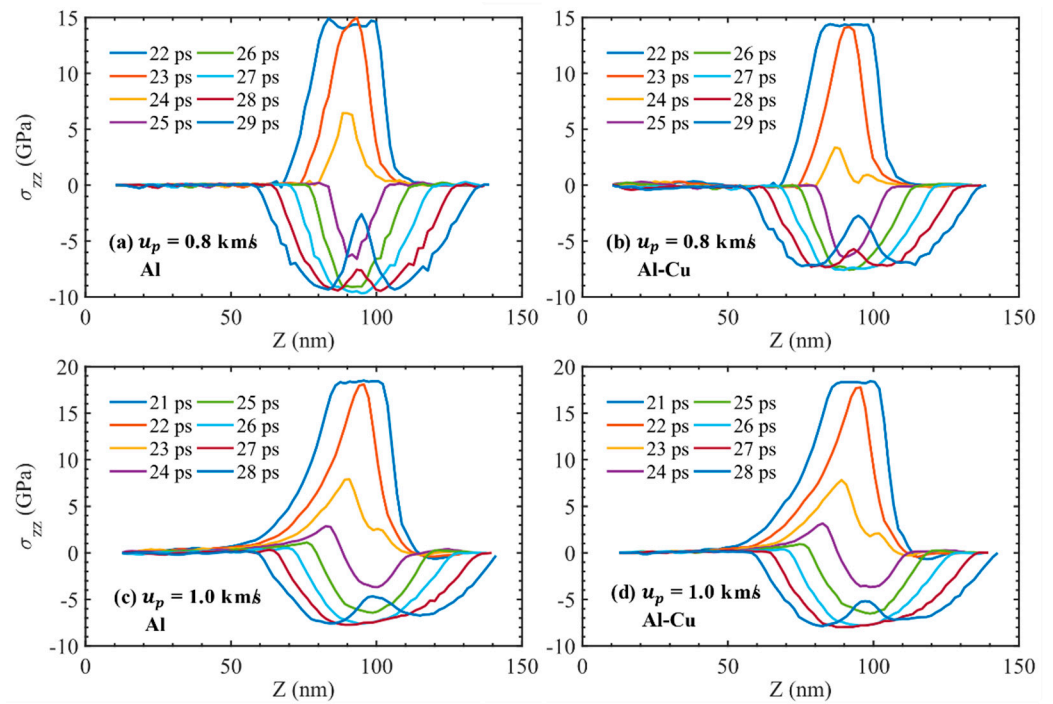 15
10
5
0
-5
-10
22 ps 26 ps
23 ps 27 ps
24 ps 28 ps
25 ps 29 ps
(a) u_p = 0.8 km/s
Al
0 50 100 150
Z (nm)
σ_zz (GPa)
15
10
5
0
-5
-10
22 ps 26 ps
23 ps 27 ps
24 ps 28 ps
25 ps 29 ps
(b) u_p = 0.8 km/s
Al-Cu
0 50 100 150
Z (nm)
20
15
10
5
0
-5
-10
21 ps 25 ps
22 ps 26 ps
23 ps 27 ps
24 ps 28 ps
(c) u_p = 1.0 km/s
Al
0 50 100 150
Z (nm)
σ_zz (GPa)
20
15
10
5
0
-5
-10
21 ps 25 ps
22 ps 26 ps
23 ps 27 ps
24 ps 28 ps
(d) u_p = 1.0 km/s
Al-Cu
0 50 100 150
Z (nm)